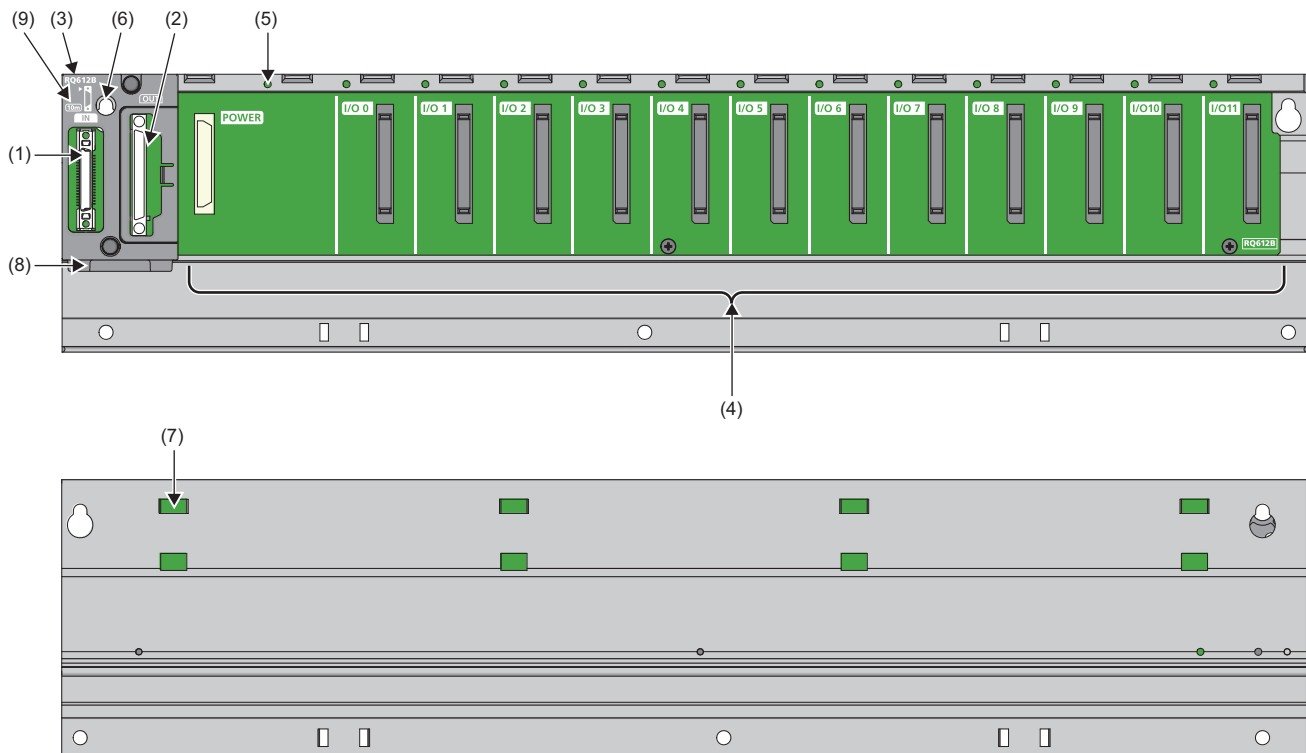 (9) (3) (6) (2) (5)
RQ612B
10m
OUT
IN
POWER I/O 0 I/O 1 I/O 2 I/O 3 I/O 4 I/O 5 I/O 6 I/O 7 I/O 8 I/O 9 I/O10 I/O11
(1)
RQ612B
(8)
(4)
(7)